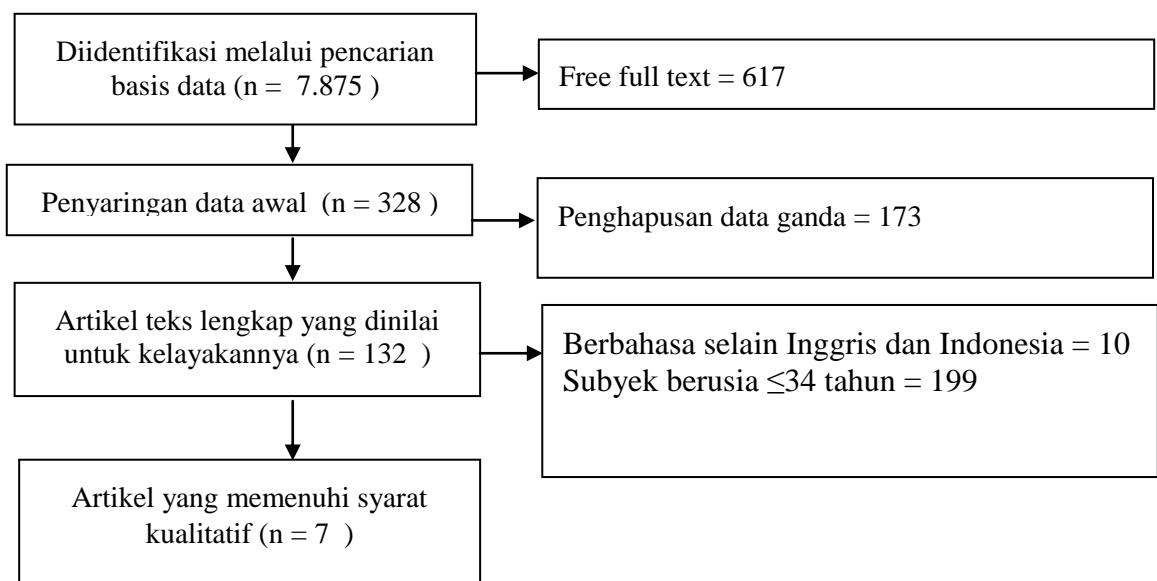 Diidentifikasi melalui pencarian
basis data (n = 7.875 )
Free full text = 617
Penyaringan data awal (n = 328 )
Penghapusan data ganda = 173
Artikel teks lengkap yang dinilai
untuk kelayakannya (n = 132 )
Berbahasa selain Inggris dan Indonesia = 10
Subyek berusia ≤34 tahun = 199
Artikel yang memenuhi syarat
kualitatif (n = 7 )